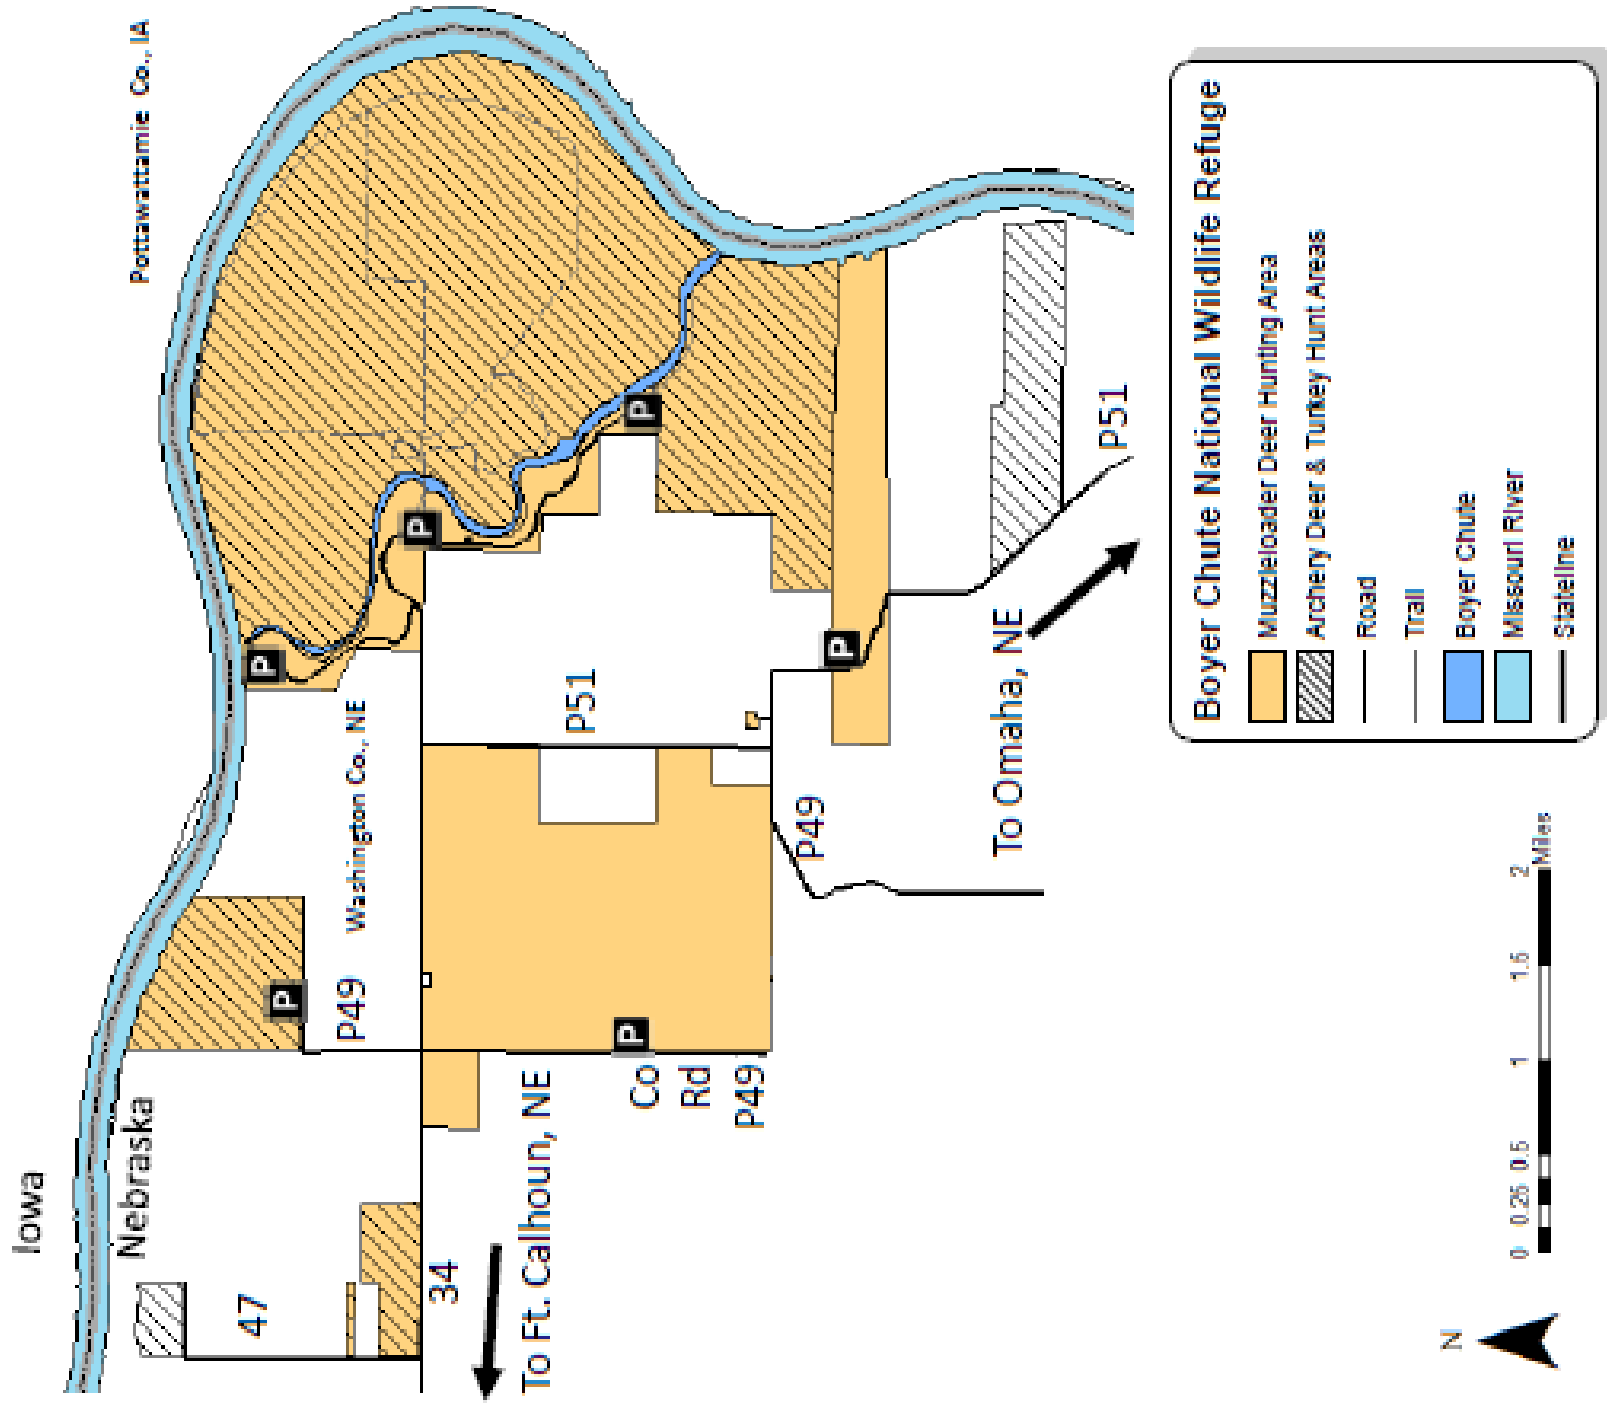 Iowa
Nebraska
Pottawattamie Co., IA
47
P49
Washington Co., NE
P
P
34
To Ft. Calhoun, NE
P
P
P
P
Co
Rd
P49
P51
P49
To Omaha, NE
P51
N
0 0.25 0.5 1 1.5 2
Miles
Boyer Chute National Wildlife Refuge
Muzzleloader Deer Hunting Area
Archery Deer & Turkey Hunt Areas
Road
Trail
Boyer Chute
Missouri River
Stateline